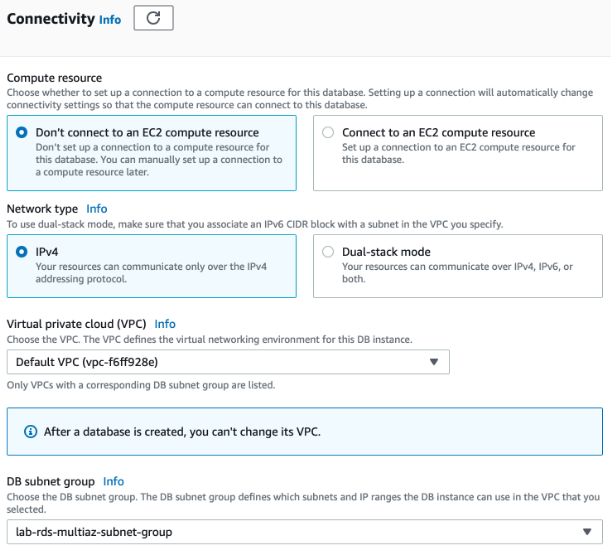 Connectivity Info
Compute resource
Choose whether to set up a connection to a compute resource for this database. Setting up a connection will automatically change
connectivity settings so that the compute resource can connect to this database.
Don't connect to an EC2 compute resource
Don't set up a connection to a compute resource for
this database. You can manually set up a connection to
a compute resource later.
Connect to an EC2 compute resource
Set up a connection to an EC2 compute resource for
this database.
Network type Info
To use dual-stack mode, make sure that you associate an IPv6 CIDR block with a subnet in the VPC you specify.
IPv4
Your resources can communicate only over the IPv4
addressing protocol.
Dual-stack mode
Your resources can communicate over IPv4, IPv6, or
both.
Virtual private cloud (VPC) Info
Choose the VPC. The VPC defines the virtual networking environment for this DB instance.
Default VPC (vpc-f6ff928e)
Only VPCs with a corresponding DB subnet group are listed.
After a database is created, you can't change its VPC.
DB subnet group Info
Choose the DB subnet group. The DB subnet group defines which subnets and IP ranges the DB instance can use in the VPC that you
selected.
lab-rds-multiaz-subnet-group